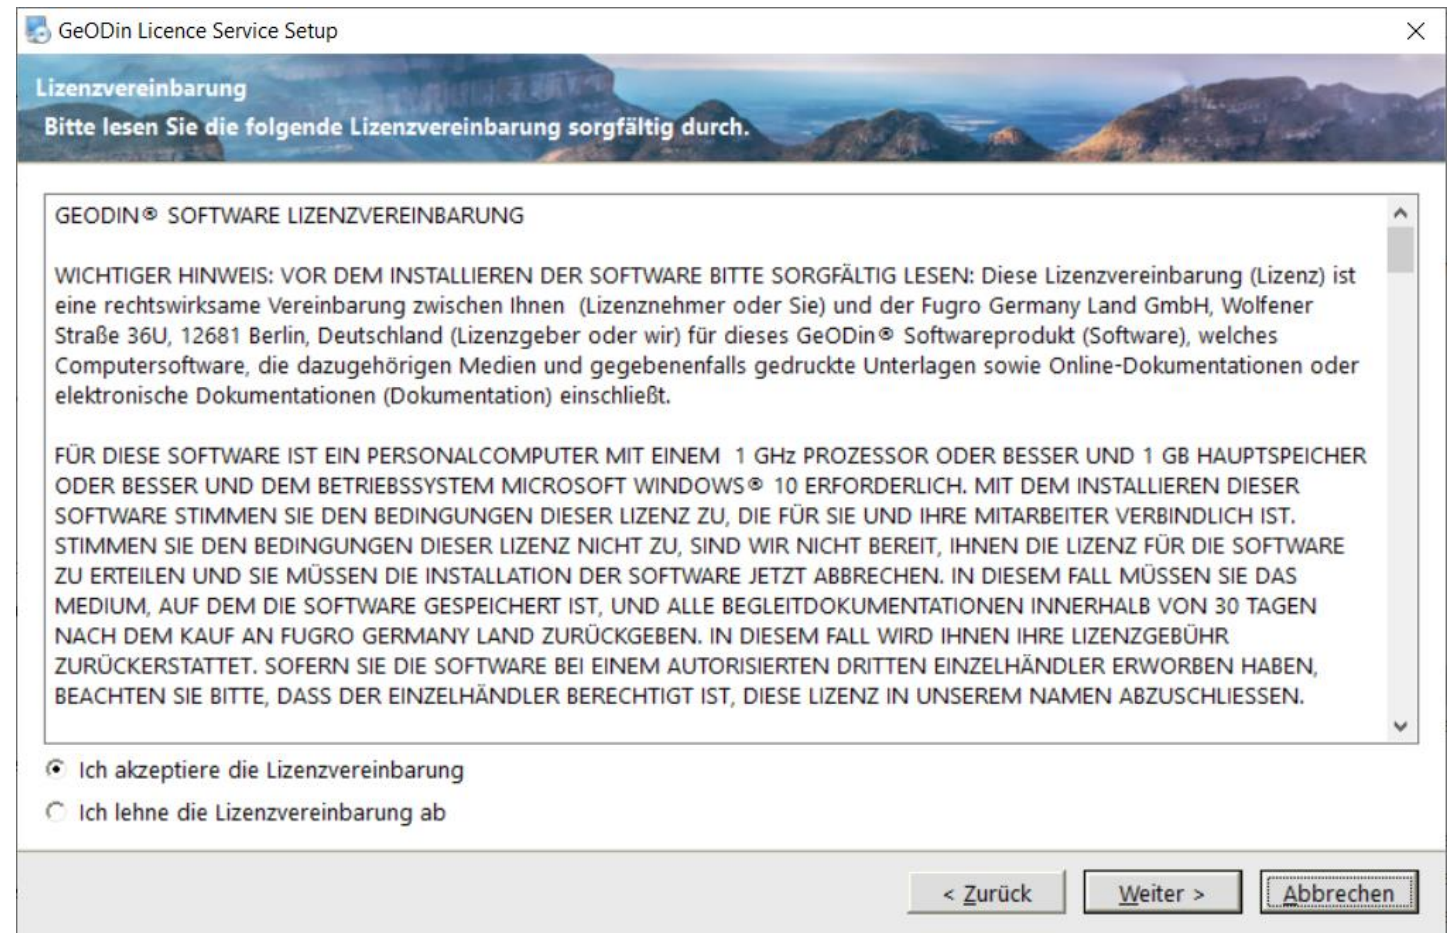 GeODin Licence Service Setup
Lizenzvereinbarung
Bitte lesen Sie die folgende Lizenzvereinbarung sorgfältig durch.
GEODIN® SOFTWARE LIZENZVEREINBARUNG
WICHTIGER HINWEIS: VOR DEM INSTALLIEREN DER SOFTWARE BITTE SORGFÄLTIG LESEN: Diese Lizenzvereinbarung (Lizenz) ist
eine rechtswirksame Vereinbarung zwischen Ihnen  (Lizenznehmer oder Sie) und der Fugro Germany Land GmbH, Wolfener
Straße 36U, 12681 Berlin, Deutschland (Lizenzgeber oder wir) für dieses GeODin® Softwareprodukt (Software), welches
Computersoftware, die dazugehörigen Medien und gegebenenfalls gedruckte Unterlagen sowie Online-Dokumentationen oder
elektronische Dokumentationen (Dokumentation) einschließt.
FÜR DIESE SOFTWARE IST EIN PERSONALCOMPUTER MIT EINEM  1 GHz PROZESSOR ODER BESSER UND 1 GB HAUPTSPEICHER
ODER BESSER UND DEM BETRIEBSSYSTEM MICROSOFT WINDOWS® 10 ERFORDERLICH. MIT DEM INSTALLIEREN DIESER
SOFTWARE STIMMEN SIE DEN BEDINGUNGEN DIESER LIZENZ ZU, DIE FÜR SIE UND IHRE MITARBEITER VERBINDLICH IST.
STIMMEN SIE DEN BEDINGUNGEN DIESER LIZENZ NICHT ZU, SIND WIR NICHT BEREIT, IHNEN DIE LIZENZ FÜR DIE SOFTWARE
ZU ERTEILEN UND SIE MÜSSEN DIE INSTALLATION DER SOFTWARE JETZT ABBRECHEN. IN DIESEM FALL MÜSSEN SIE DAS
MEDIUM, AUF DEM DIE SOFTWARE GESPEICHERT IST, UND ALLE BEGLEITDOKUMENTATIONEN INNERHALB VON 30 TAGEN
NACH DEM KAUF AN FUGRO GERMANY LAND ZURÜCKGEBEN. IN DIESEM FALL WIRD IHNEN IHRE LIZENZGEBÜHR
ZURÜCKERSTATTET. SOFERN SIE DIE SOFTWARE BEI EINEM AUTORISIERTEN DRITTEN EINZELHÄNDLER ERWORBEN HABEN,
BEACHTEN SIE BITTE, DASS DER EINZELHÄNDLER BERECHTIGT IST, DIESE LIZENZ IN UNSEREM NAMEN ABZUSCHLIESSEN.
Ich akzeptiere die Lizenzvereinbarung
Ich lehne die Lizenzvereinbarung ab
< Zurück
Weiter >
Abbrechen